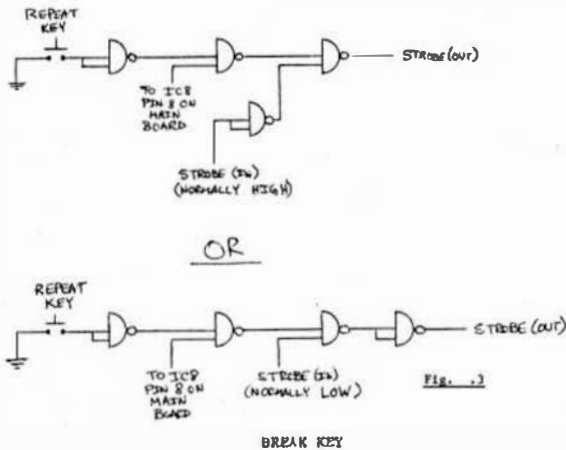 REPEAT
KEY
STROBE (OUT)
TO IC8
PIN 8 ON
MAIN
BOARD
STROBE (IN)
(NORMALLY HIGH)
OR
REPEAT
KEY
STROBE (OUT)
TO IC8
PIN 8 ON
MAIN
BOARD
STROBE (IN)
(NORMALLY LOW)
Fig. .3
BREAK KEY